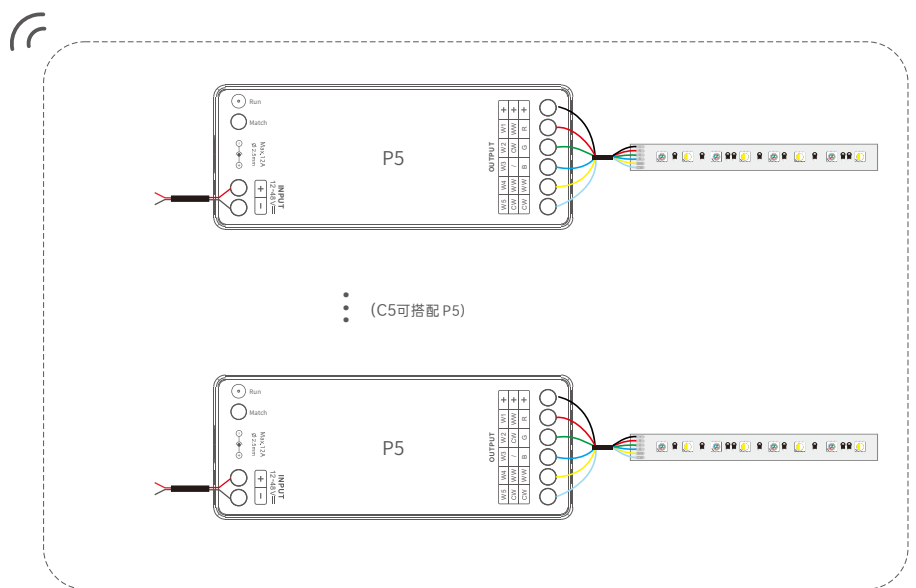 Run
Match
Max.12A
Ø 2.5mm
INPUT
12~48V
+
−
P5
OUTPUT
+ + +
W1 WW R
W2 CW G
W3 / B
W4 WW WW
W5 CW CW
(C5可搭配 P5)
Run
Match
Max.12A
Ø 2.5mm
INPUT
12~48V
+
−
P5
OUTPUT
+ + +
W1 WW R
W2 CW G
W3 / B
W4 WW WW
W5 CW CW